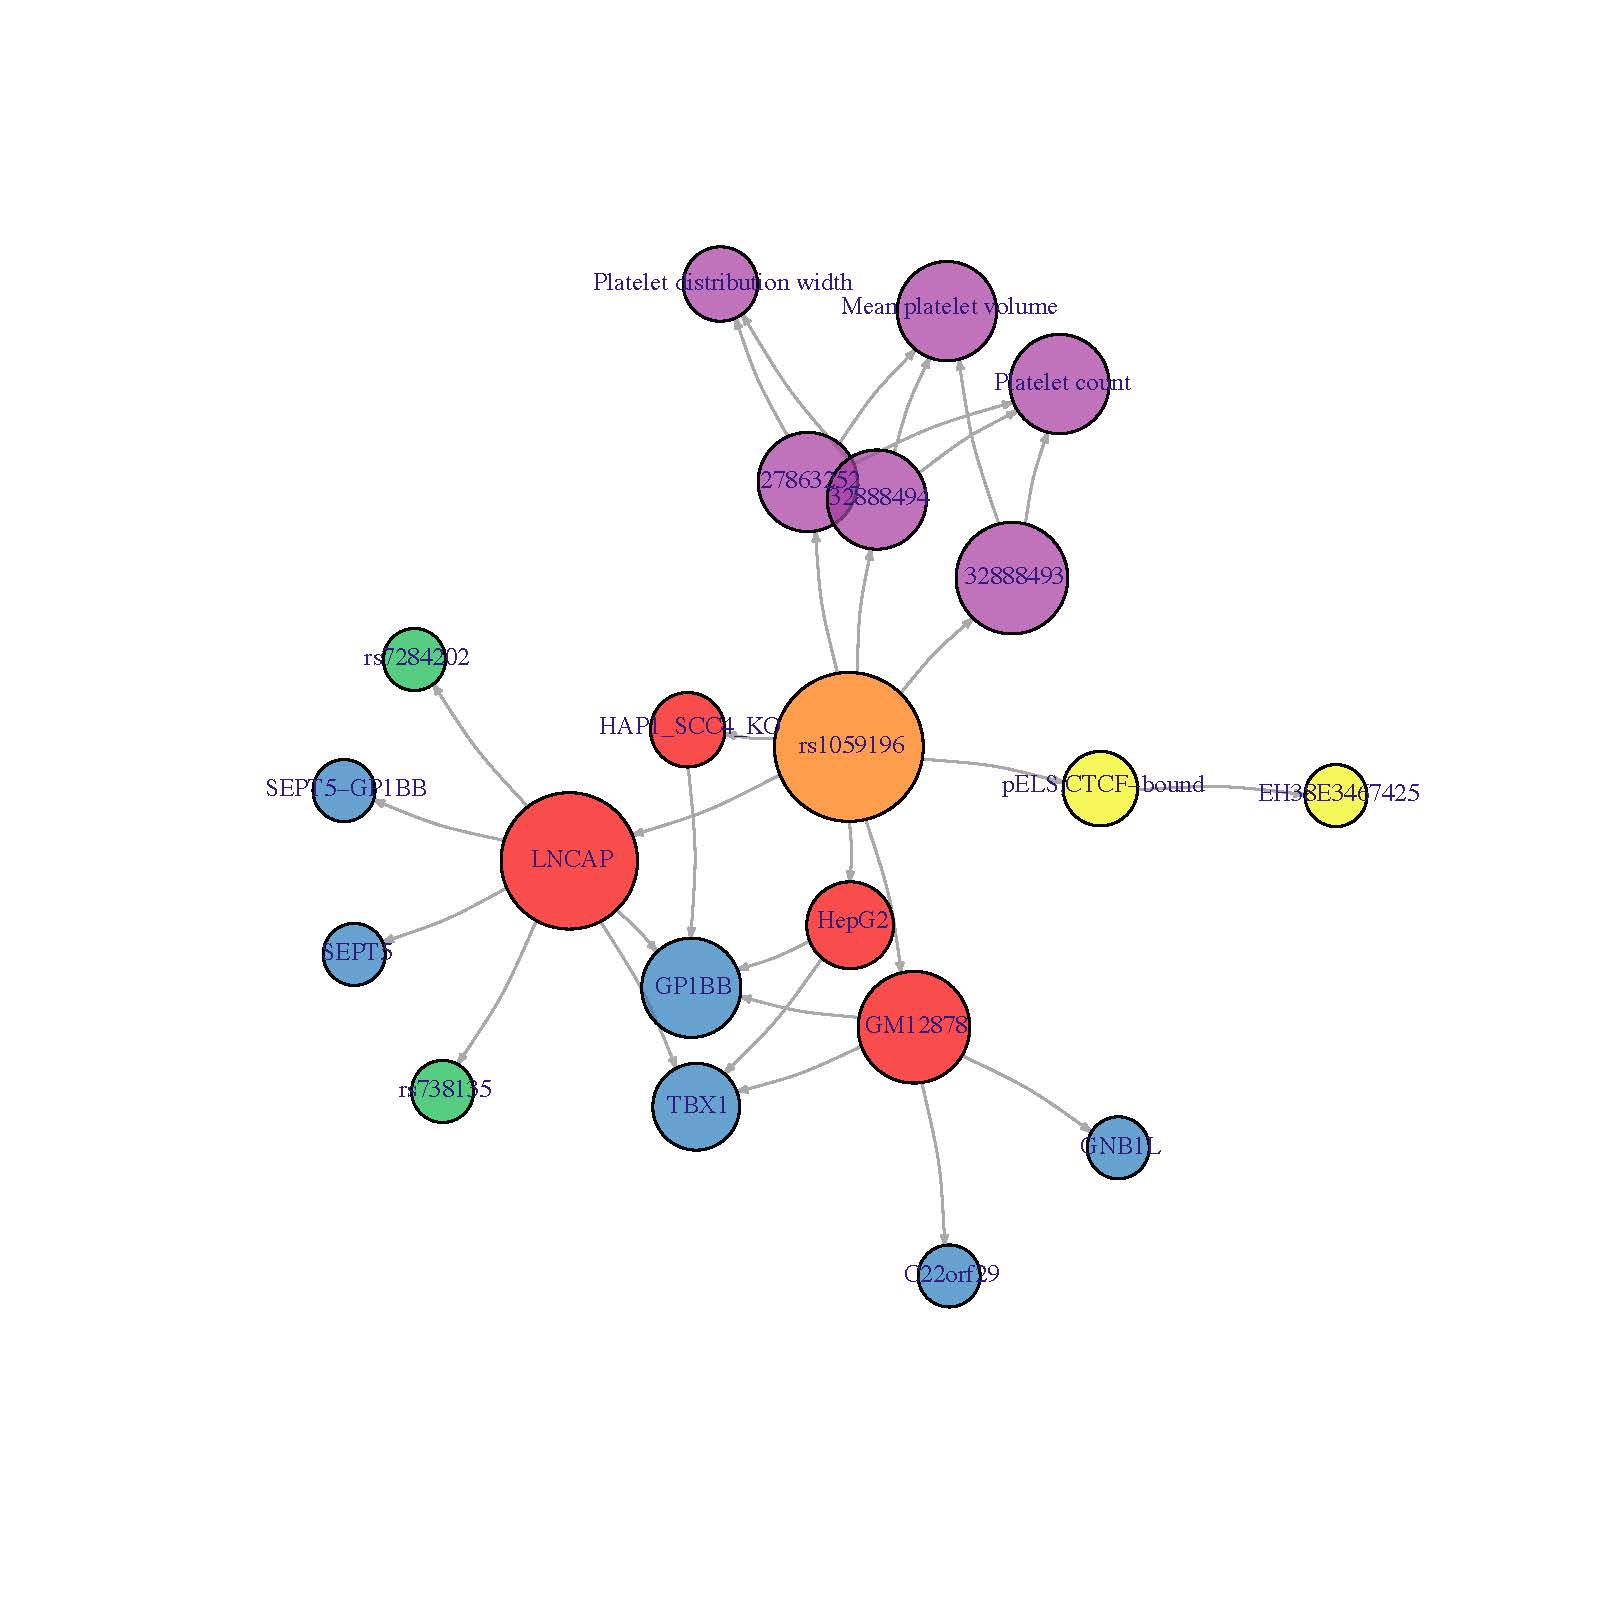 Platelet distribution width
Mean platelet volume
Platelet count
27863252
32888494
32888493
rs7284202
HAP1_SCC4_KO
rs1059196
SEPT5-GP1BB
pELS,CTCF-bound
EH38E3467425
LNCAP
HepG2
SEPT5
GP1BB
GM12878
rs738135
TBX1
GNB1L
C22orf29